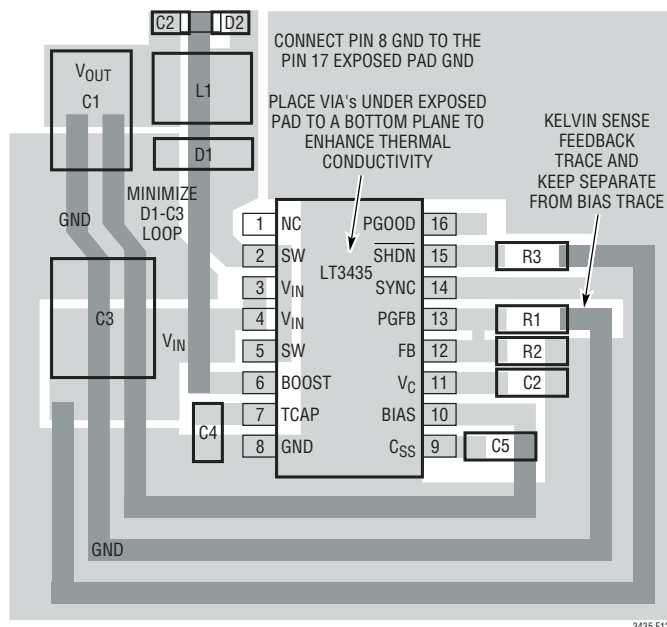 C2
D2
CONNECT PIN 8 GND TO THE
PIN 17 EXPOSED PAD GND
VOUT
C1
L1
PLACE VIA's UNDER EXPOSED
PAD TO A BOTTOM PLANE TO
ENHANCE THERMAL
CONDUCTIVITY
KELVIN SENSE
FEEDBACK
TRACE AND
KEEP SEPARATE
FROM BIAS TRACE
D1
MINIMIZE
D1-C3
LOOP
GND
1 NC
PGOOD 16
2 SW
SHDN 15
R3
LT3435
3 VIN
SYNC 14
C3
VIN
4 VIN
PGFB 13
R1
5 SW
FB 12
R2
6 BOOST
VC 11
C2
7 TCAP
BIAS 10
C4
8 GND
CSS 9
C5
GND
3435 F12